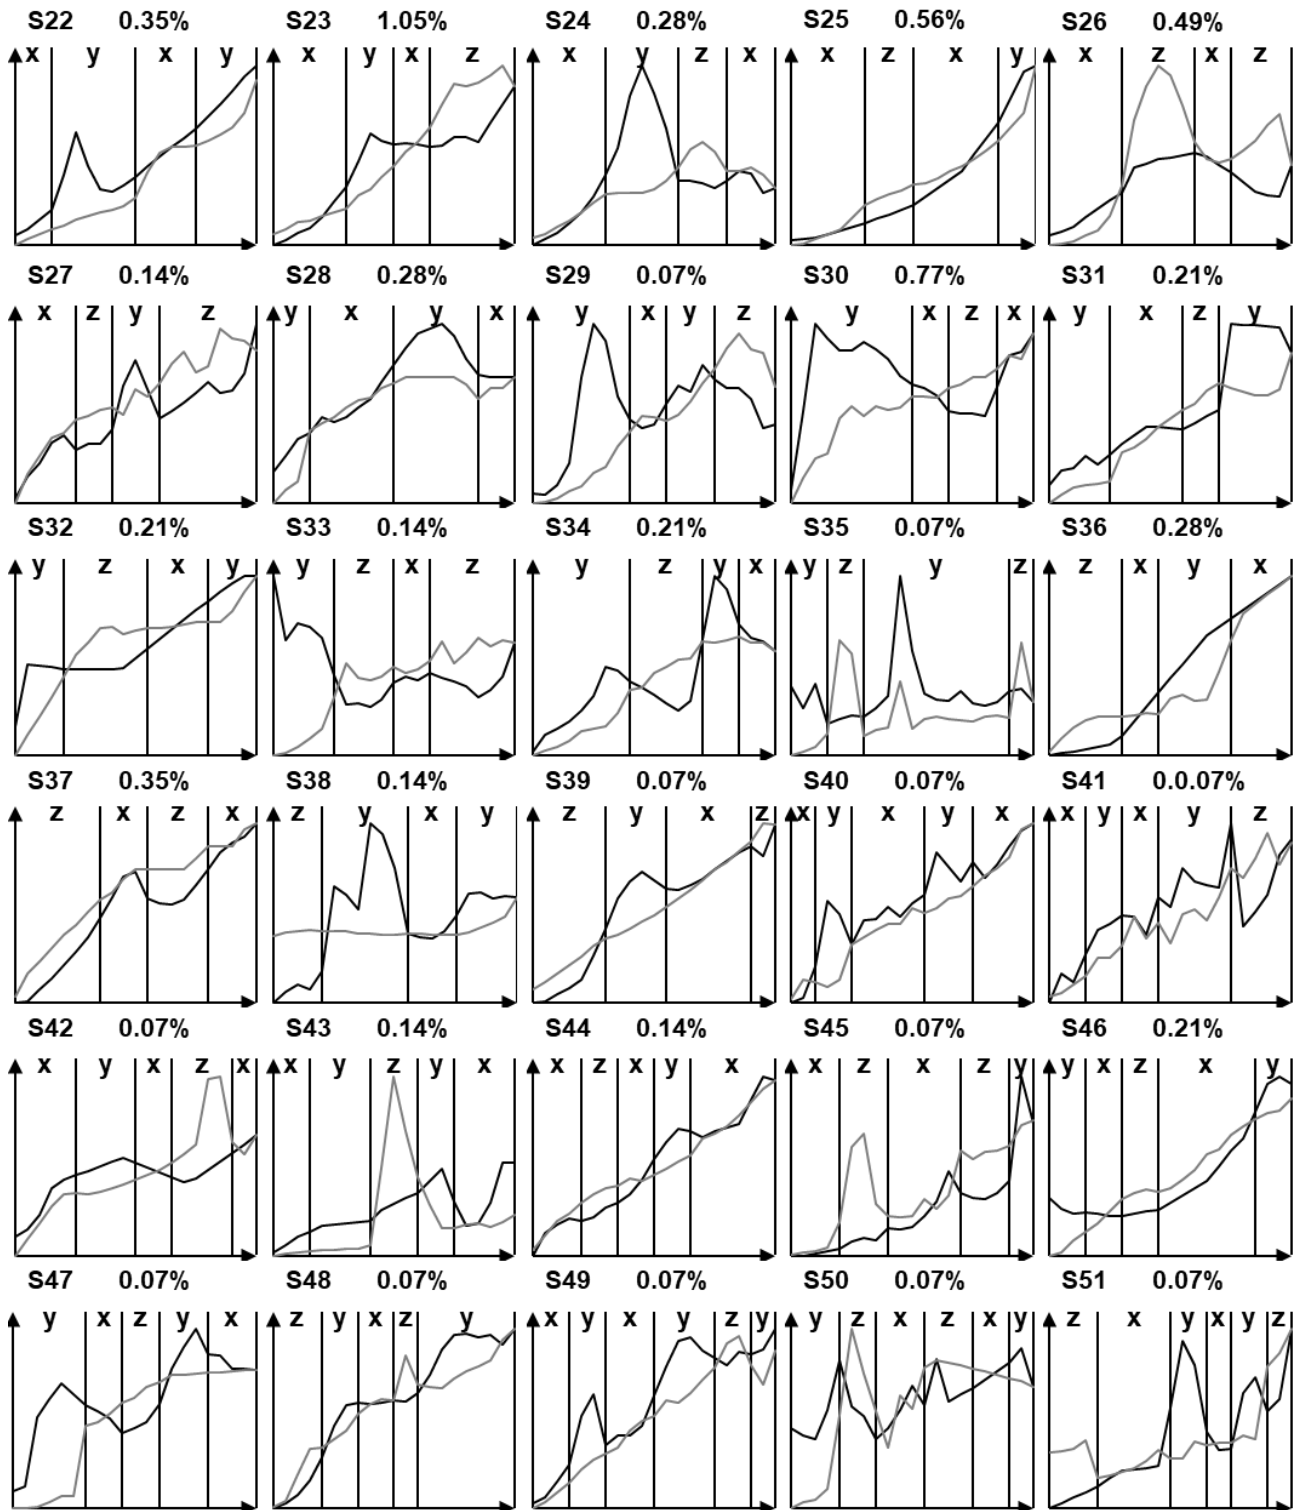 S22 0.35% S23 1.05% S24 0.28% S25 0.56% S26 0.49%
x y x y x y x z x y z x x z x y x z x z
S27 0.14% S28 0.28% S29 0.07% S30 0.77% S31 0.21%
x z y z y x y x y x y z y x z x y x z y
S32 0.21% S33 0.14% S34 0.21% S35 0.07% S36 0.28%
y z x y y z x z y z y x y z y z z x y x
S37 0.35% S38 0.14% S39 0.07% S40 0.07% S41 0.0.07%
z x z x z y x y z y x z x y x y x x y x y z
S42 0.07% S43 0.14% S44 0.14% S45 0.07% S46 0.21%
x y x z x x y z y x x z x y x x z x z y y x z x y
S47 0.07% S48 0.07% S49 0.07% S50 0.07% S51 0.07%
y x z y x z y x z y x y x y z y y z x z x y z x y x y z